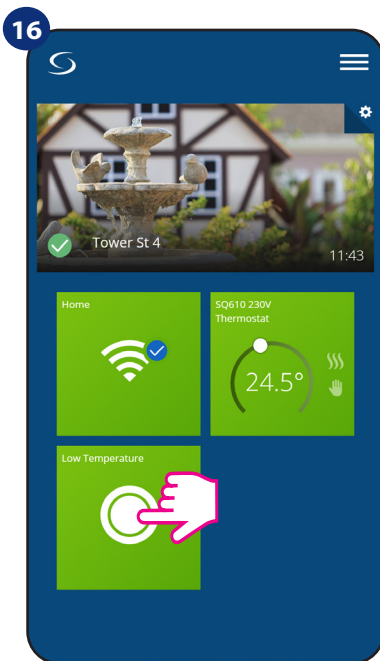 16
Tower St 4
11:43
Home
SQ610 230V
Thermostat
24.5°
Low Temperature